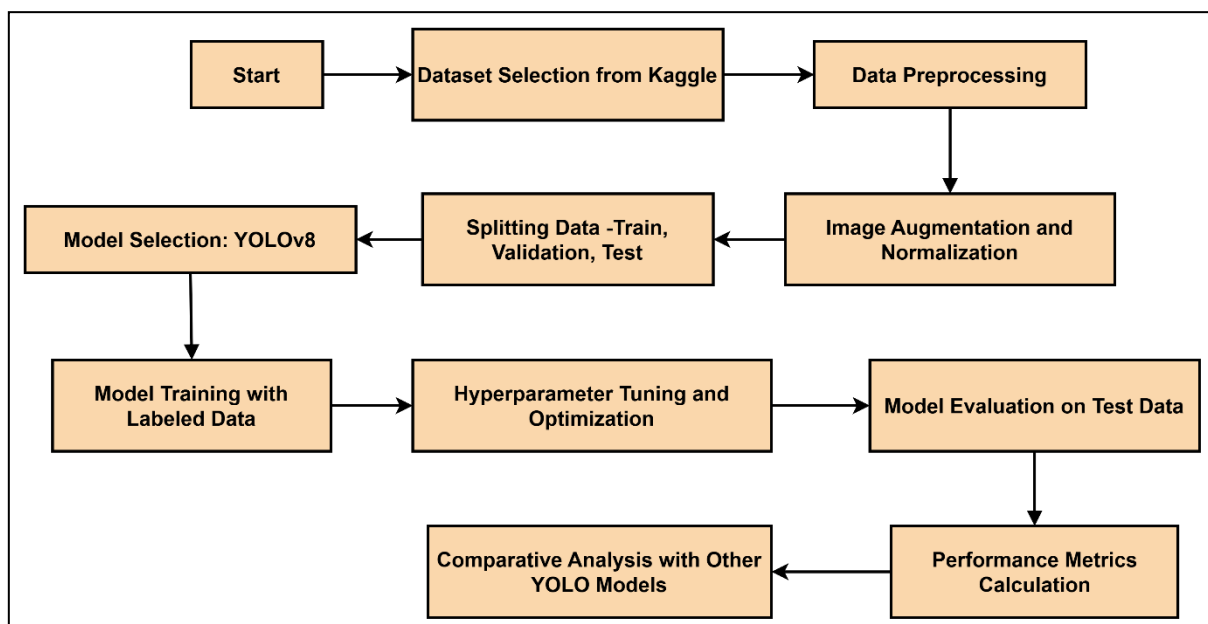 Start
Dataset Selection from Kaggle
Data Preprocessing
Image Augmentation and
Normalization
Splitting Data -Train,
Validation, Test
Model Selection: YOLOv8
Model Training with
Labeled Data
Hyperparameter Tuning and
Optimization
Model Evaluation on Test Data
Performance Metrics
Calculation
Comparative Analysis with Other
YOLO Models